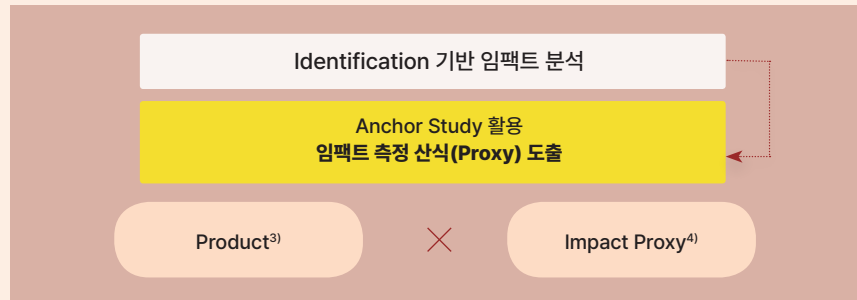 Identification 기반 임팩트 분석
Anchor Study 활용
임팩트 측정 산식(Proxy) 도출
Product³⁾ × Impact Proxy⁴⁾